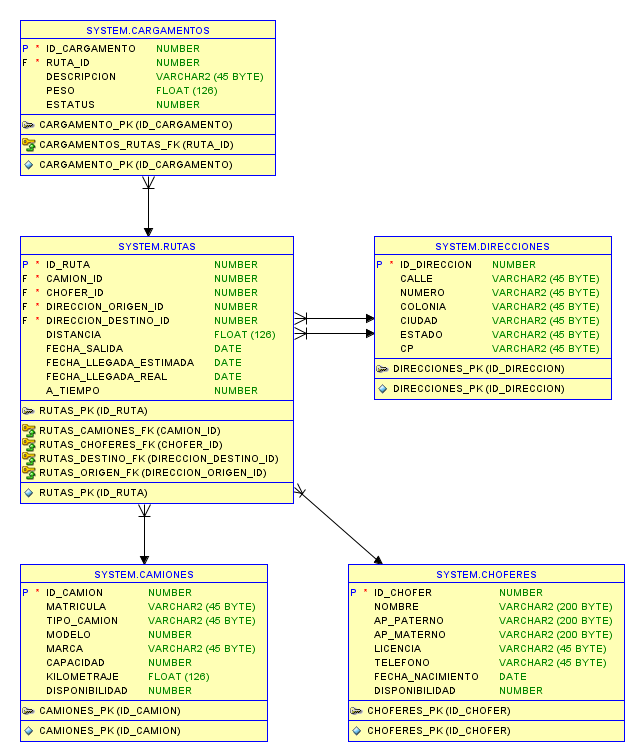 SYSTEM.CARGAMENTOS
P * ID_CARGAMENTO NUMBER
F * RUTA_ID NUMBER
DESCRIPCION VARCHAR2 (45 BYTE)
PESO FLOAT (126)
ESTATUS NUMBER
CARGAMENTO_PK (ID_CARGAMENTO)
CARGAMENTOS_RUTAS_FK (RUTA_ID)
CARGAMENTO_PK (ID_CARGAMENTO)
SYSTEM.RUTAS
P * ID_RUTA NUMBER
F * CAMION_ID NUMBER
F * CHOFER_ID NUMBER
F * DIRECCION_ORIGEN_ID NUMBER
F * DIRECCION_DESTINO_ID NUMBER
DISTANCIA FLOAT (126)
FECHA_SALIDA DATE
FECHA_LLEGADA_ESTIMADA DATE
FECHA_LLEGADA_REAL DATE
A_TIEMPO NUMBER
RUTAS_PK (ID_RUTA)
RUTAS_CAMIONES_FK (CAMION_ID)
RUTAS_CHOFERES_FK (CHOFER_ID)
RUTAS_DESTINO_FK (DIRECCION_DESTINO_ID)
RUTAS_ORIGEN_FK (DIRECCION_ORIGEN_ID)
RUTAS_PK (ID_RUTA)
SYSTEM.DIRECCIONES
P * ID_DIRECCION NUMBER
CALLE VARCHAR2 (45 BYTE)
NUMERO VARCHAR2 (45 BYTE)
COLONIA VARCHAR2 (45 BYTE)
CIUDAD VARCHAR2 (45 BYTE)
ESTADO VARCHAR2 (45 BYTE)
CP VARCHAR2 (45 BYTE)
DIRECCIONES_PK (ID_DIRECCION)
DIRECCIONES_PK (ID_DIRECCION)
SYSTEM.CAMIONES
P * ID_CAMION NUMBER
MATRICULA VARCHAR2 (45 BYTE)
TIPO_CAMION VARCHAR2 (45 BYTE)
MODELO NUMBER
MARCA VARCHAR2 (45 BYTE)
CAPACIDAD NUMBER
KILOMETRAJE FLOAT (126)
DISPONIBILIDAD NUMBER
CAMIONES_PK (ID_CAMION)
CAMIONES_PK (ID_CAMION)
SYSTEM.CHOFERES
P * ID_CHOFER NUMBER
NOMBRE VARCHAR2 (200 BYTE)
AP_PATERNO VARCHAR2 (200 BYTE)
AP_MATERNO VARCHAR2 (200 BYTE)
LICENCIA VARCHAR2 (45 BYTE)
TELEFONO VARCHAR2 (45 BYTE)
FECHA_NACIMIENTO DATE
DISPONIBILIDAD NUMBER
CHOFERES_PK (ID_CHOFER)
CHOFERES_PK (ID_CHOFER)